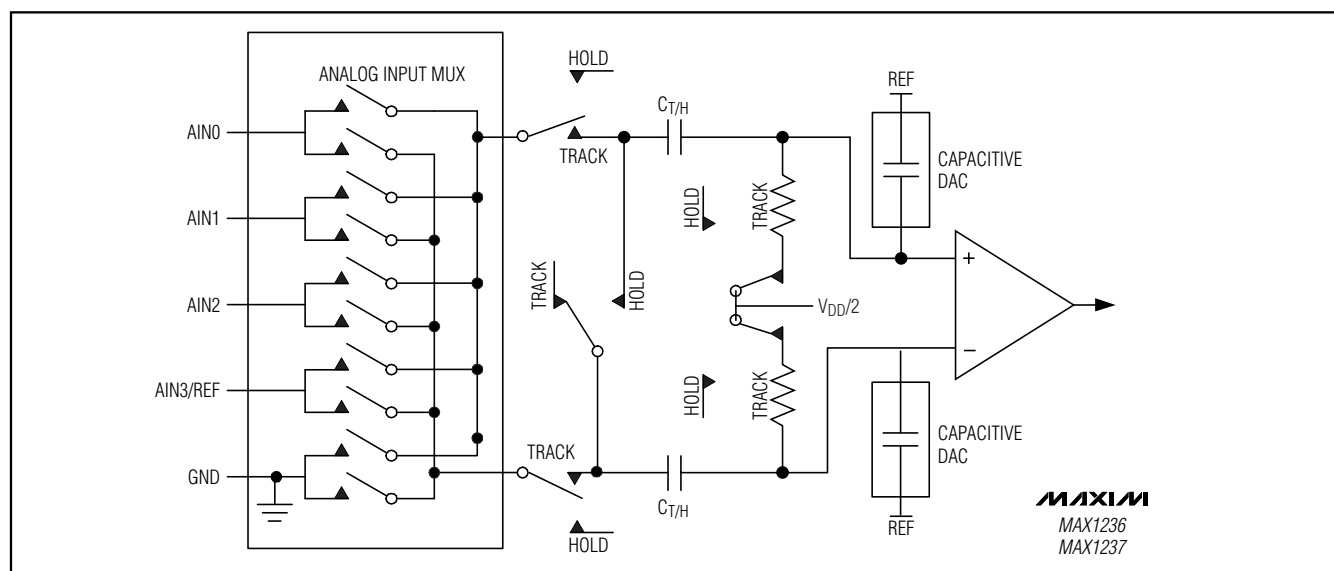 ANALOG INPUT MUX
AIN0
AIN1
AIN2
AIN3/REF
GND
HOLD
TRACK
CT/H
HOLD
TRACK
TRACK
HOLD
VDD/2
HOLD
TRACK
TRACK
HOLD
CT/H
REF
CAPACITIVE
DAC
+
−
CAPACITIVE
DAC
REF
MAXIM
MAX1236
MAX1237